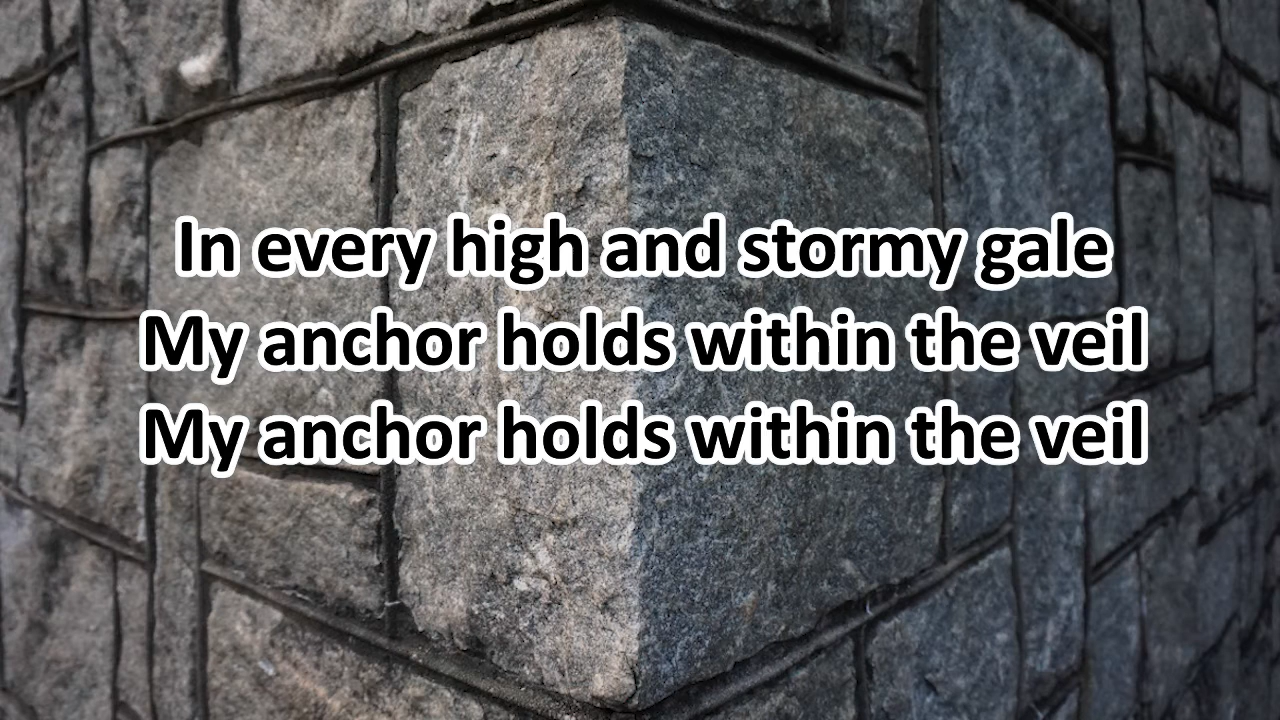 In every high and stormy gale
My anchor holds within the veil
My anchor holds within the veil